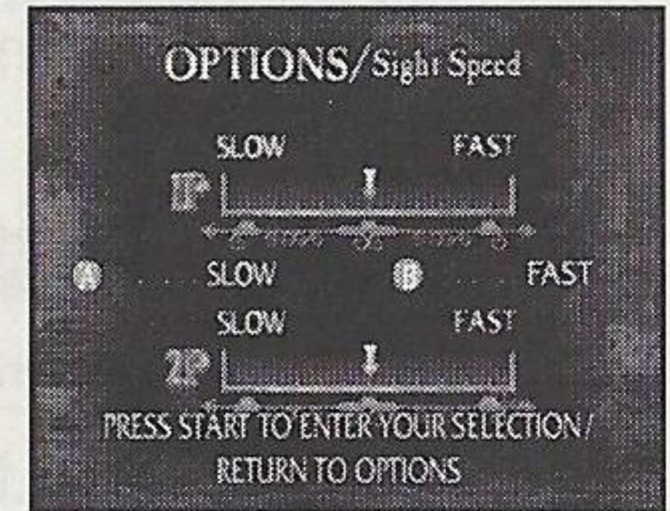 OPTIONS/Sight Speed
SLOW FAST
1P
A .... SLOW B .... FAST
SLOW FAST
2P
PRESS START TO ENTER YOUR SELECTION/
RETURN TO OPTIONS